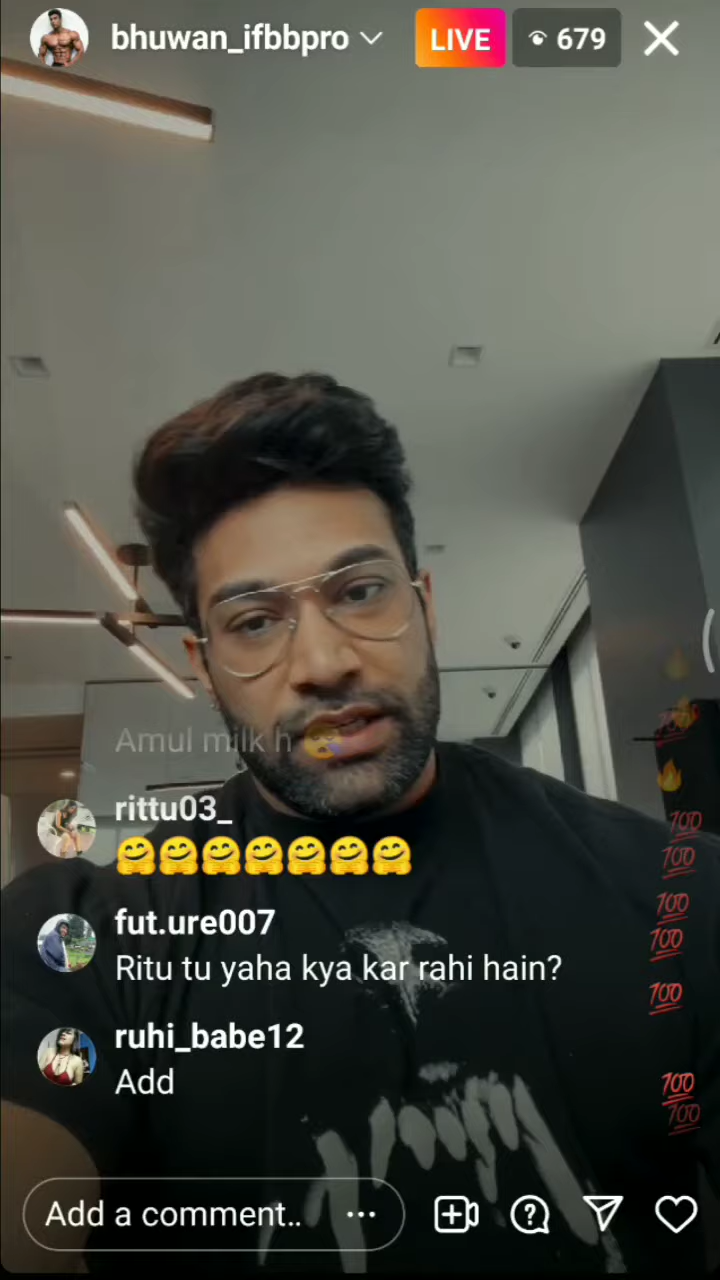 bhuwan_ifbbpro
LIVE
679
Amul milk h 😪
rittu03_
🤗🤗🤗🤗🤗🤗🤗
fut.ure007
Ritu tu yaha kya kar rahi hain?
ruhi_babe12
Add
Add a comment..
💯
💯
💯
💯
💯
💯
💯
💯